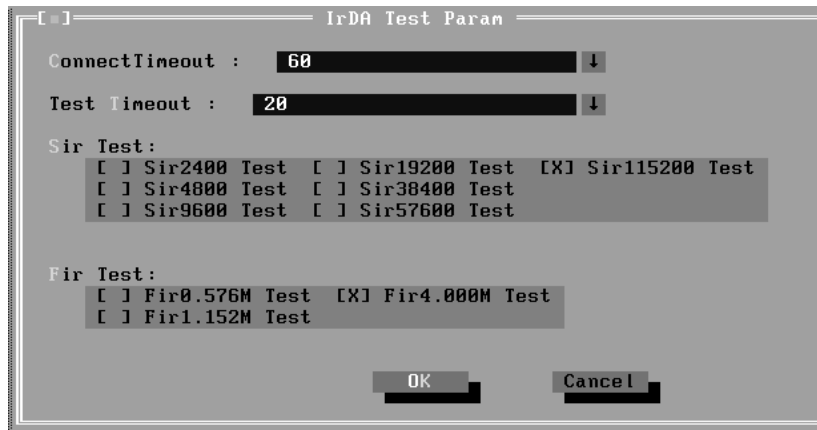 [■] IrDA Test Param
ConnectTimeout : 60 ↓
Test Timeout : 20 ↓
Sir Test:
[ ] Sir2400 Test [ ] Sir19200 Test [X] Sir115200 Test
[ ] Sir4800 Test [ ] Sir38400 Test
[ ] Sir9600 Test [ ] Sir57600 Test
Fir Test:
[ ] Fir0.576M Test [X] Fir4.000M Test
[ ] Fir1.152M Test
OK Cancel